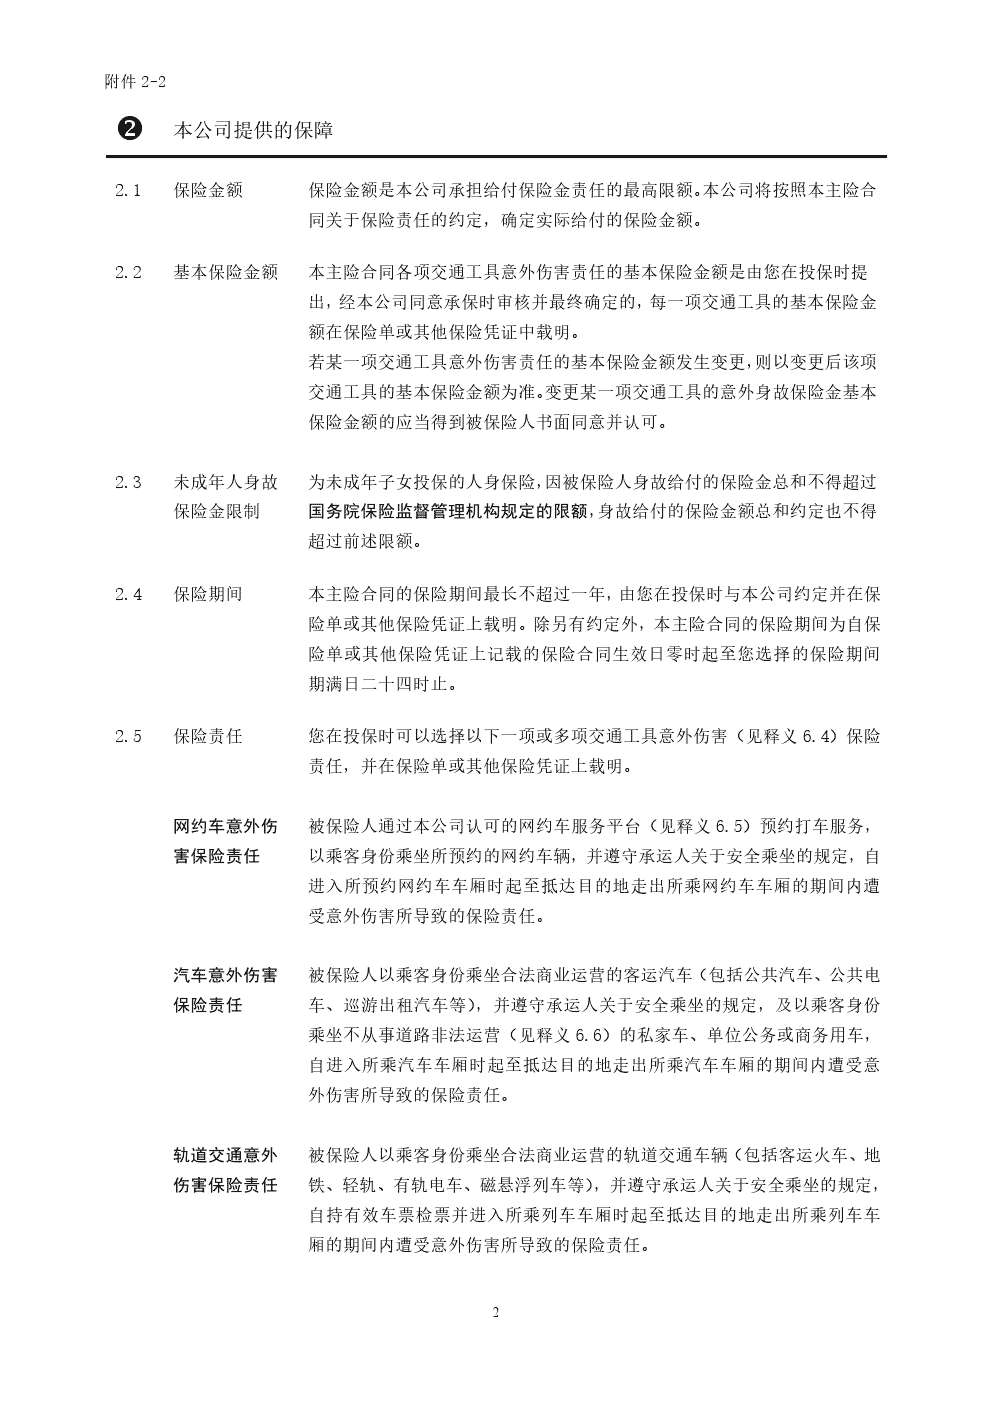 附件 2-2
❷ 本公司提供的保障
2.1 保险金额 保险金额是本公司承担给付保险金责任的最高限额。本公司将按照本主险合
同关于保险责任的约定，确定实际给付的保险金额。
2.2 基本保险金额 本主险合同各项交通工具意外伤害责任的基本保险金额是由您在投保时提
出，经本公司同意承保时审核并最终确定的，每一项交通工具的基本保险金
额在保险单或其他保险凭证中载明。
若某一项交通工具意外伤害责任的基本保险金额发生变更，则以变更后该项
交通工具的基本保险金额为准。变更某一项交通工具的意外身故保险金基本
保险金额的应当得到被保险人书面同意并认可。
2.3 未成年人身故 为未成年子女投保的人身保险，因被保险人身故给付的保险金总和不得超过
保险金限制 国务院保险监督管理机构规定的限额，身故给付的保险金额总和约定也不得
超过前述限额。
2.4 保险期间 本主险合同的保险期间最长不超过一年，由您在投保时与本公司约定并在保
险单或其他保险凭证上载明。除另有约定外，本主险合同的保险期间为自保
险单或其他保险凭证上记载的保险合同生效日零时起至您选择的保险期间
期满日二十四时止。
2.5 保险责任 您在投保时可以选择以下一项或多项交通工具意外伤害（见释义 6.4）保险
责任，并在保险单或其他保险凭证上载明。
网约车意外伤 被保险人通过本公司认可的网约车服务平台（见释义 6.5）预约打车服务，
害保险责任 以乘客身份乘坐所预约的网约车辆，并遵守承运人关于安全乘坐的规定，自
进入所预约网约车车厢时起至抵达目的地走出所乘网约车车厢的期间内遭
受意外伤害所导致的保险责任。
汽车意外伤害 被保险人以乘客身份乘坐合法商业运营的客运汽车（包括公共汽车、公共电
保险责任 车、巡游出租汽车等），并遵守承运人关于安全乘坐的规定，及以乘客身份
乘坐不从事道路非法运营（见释义 6.6）的私家车、单位公务或商务用车，
自进入所乘汽车车厢时起至抵达目的地走出所乘汽车车厢的期间内遭受意
外伤害所导致的保险责任。
轨道交通意外 被保险人以乘客身份乘坐合法商业运营的轨道交通车辆（包括客运火车、地
伤害保险责任 铁、轻轨、有轨电车、磁悬浮列车等），并遵守承运人关于安全乘坐的规定，
自持有效车票检票并进入所乘列车车厢时起至抵达目的地走出所乘列车车
厢的期间内遭受意外伤害所导致的保险责任。
2